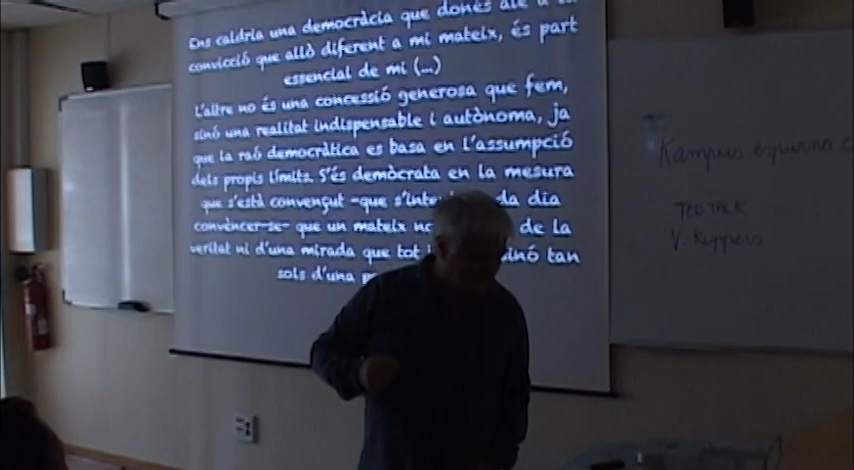 Ens caldria una democràcia que donés ale a la
convicció que allò diferent a mi mateix, és part
essencial de mi (...)
L'altre no és una concessió generosa que fem,
sinó una realitat indispensable i autònoma, ja
que la raó democràtica es basa en l'assumpció
dels propis límits. S'és demòcrata en la mesura
que s'està convençut -que s'inte da dia
convèncer-se- que un mateix no de la
veritat ni d'una mirada que tot sinó tan
sols d'una
Kampus
TED TALK
V. Kuppers